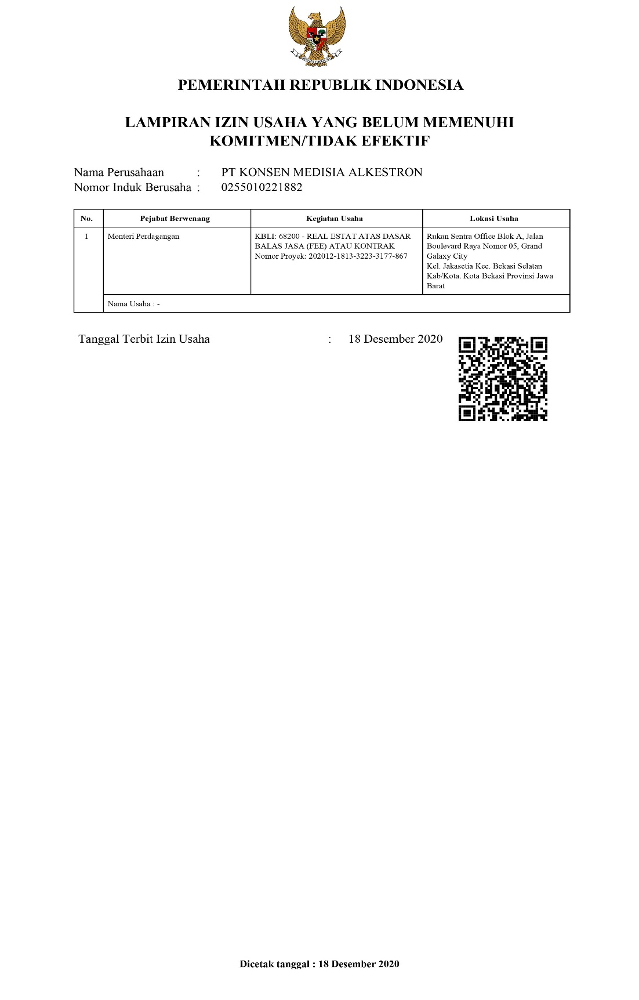 PEMERINTAH REPUBLIK INDONESIA
LAMPIRAN IZIN USAHA YANG BELUM MEMENUHI
KOMITMEN/TIDAK EFEKTIF
Nama Perusahaan : PT KONSEN MEDISIA ALKESTRON
Nomor Induk Berusaha : 0255010221882
No. Pejabat Berwenang Kegiatan Usaha Lokasi Usaha
1 Menteri Perdagangan
KBLI: 68200 - REAL ESTAT ATAS DASAR
BALAS JASA (FEE) ATAU KONTRAK
Nomor Proyek: 202012-1813-3223-3177-867
Rukan Sentra Office Blok A, Jalan
Boulevard Raya Nomor 05, Grand
Galaxy City
Kel. Jakasetia Kec. Bekasi Selatan
Kab/Kota. Kota Bekasi Provinsi Jawa
Barat
Nama Usaha : -
Tanggal Terbit Izin Usaha : 18 Desember 2020
Dicetak tanggal : 18 Desember 2020